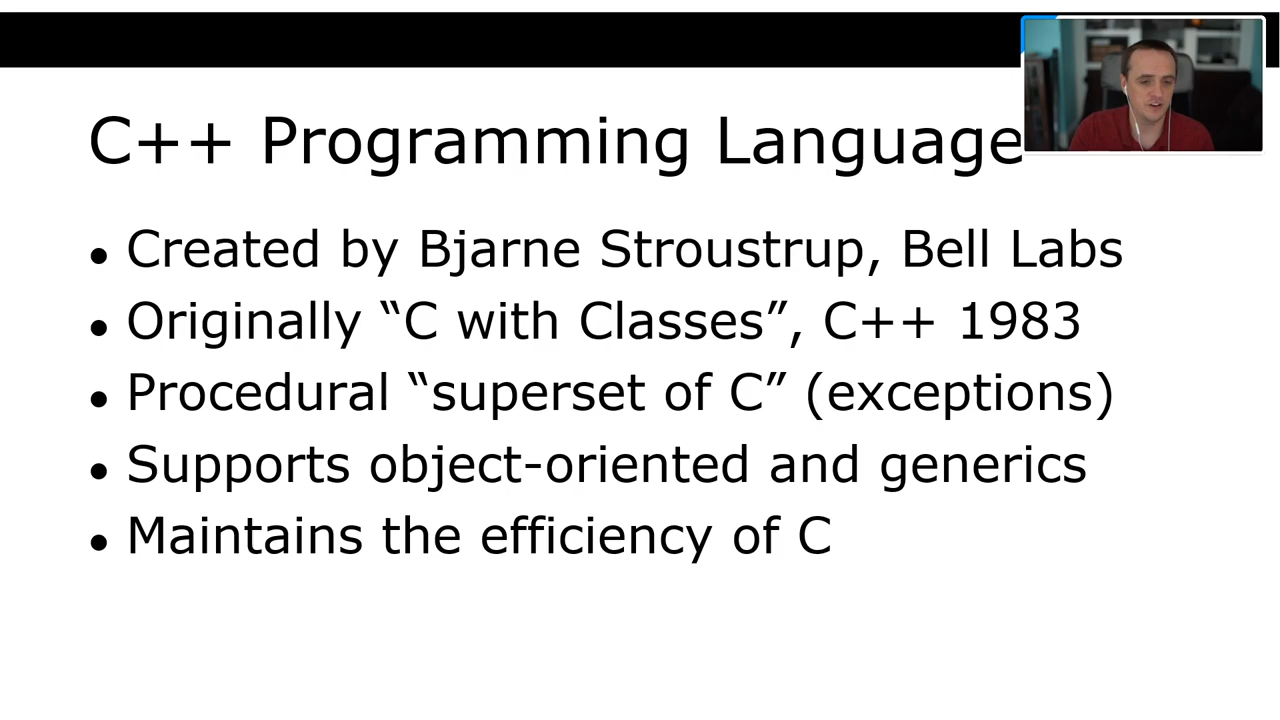 C++ Programming Language
• Created by Bjarne Stroustrup, Bell Labs
• Originally “C with Classes”, C++ 1983
• Procedural “superset of C” (exceptions)
• Supports object-oriented and generics
• Maintains the efficiency of C